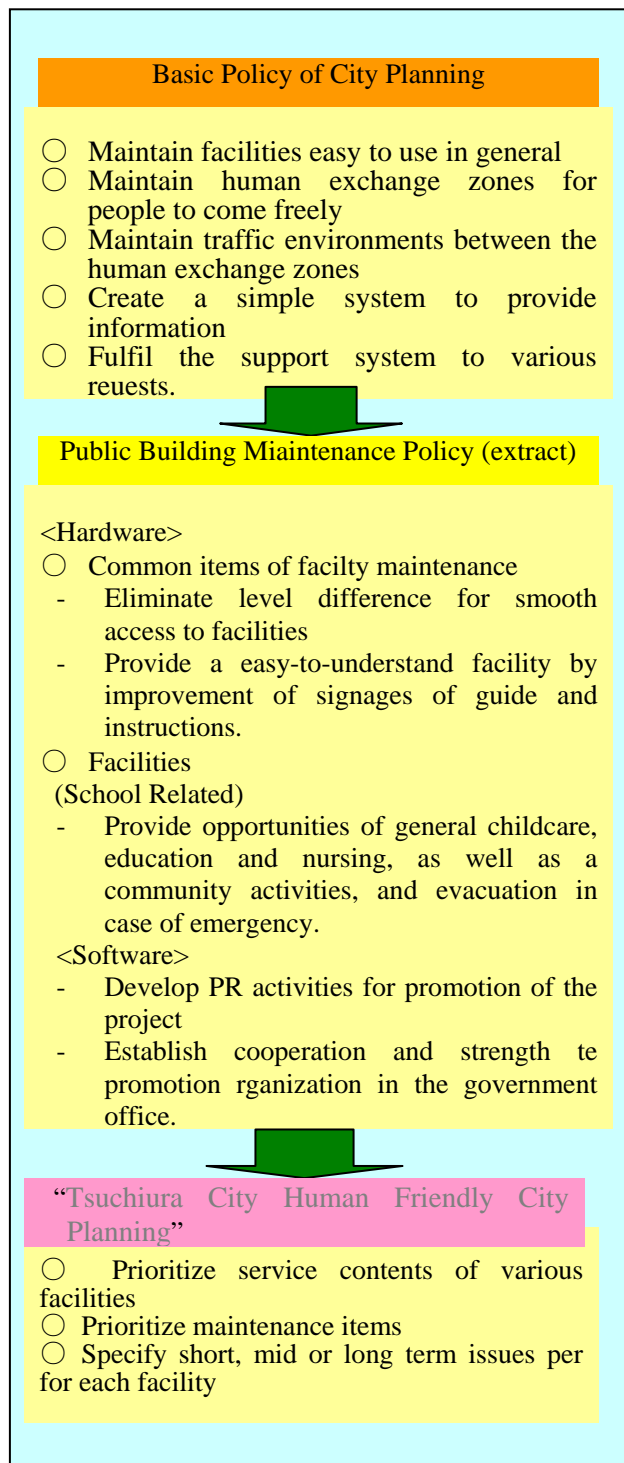 Basic Policy of City Planning
○ Maintain facilities easy to use in general
○ Maintain human exchange zones for
people to come freely
○ Maintain traffic environments between the
human exchange zones
○ Create a simple system to provide
information
○ Fulfil the support system to various
reuests.
Public Building Miaintenance Policy (extract)
<Hardware>
○ Common items of facilty maintenance
- Eliminate level difference for smooth
access to facilities
- Provide a easy-to-understand facility by
improvement of signages of guide and
instructions.
○ Facilities
(School Related)
- Provide opportunities of general childcare,
education and nursing, as well as a
community activities, and evacuation in
case of emergency.
<Software>
- Develop PR activities for promotion of the
project
- Establish cooperation and strength te
promotion rganization in the government
office.
“Tsuchiura City Human Friendly City
Planning”
○ Prioritize service contents of various
facilities
○ Prioritize maintenance items
○ Specify short, mid or long term issues per
for each facility